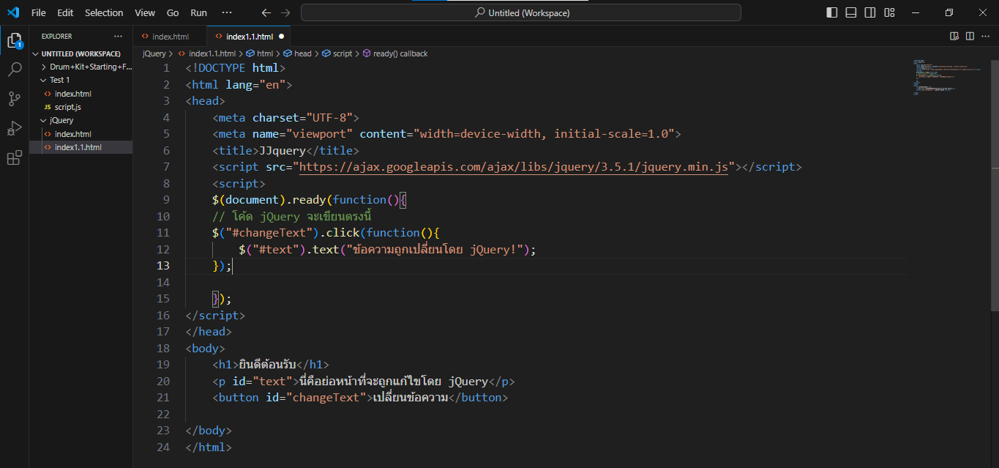 File Edit Selection View Go Run ··· Untitled (Workspace)
EXPLORER ···
UNTITLED (WORKSPACE)
Drum+Kit+Starting+F...
Test 1
index.html
JS script.js
jQuery
index.html
index1.1.html
1
index.html index1.1.html
jQuery > index1.1.html > html > head > script > ready() callback
1 <!DOCTYPE html>
2 <html lang="en">
3 <head>
4 <meta charset="UTF-8">
5 <meta name="viewport" content="width=device-width, initial-scale=1.0">
6 <title>JJquery</title>
7 <script src="https://ajax.googleapis.com/ajax/libs/jquery/3.5.1/jquery.min.js"></script>
8 <script>
9 $(document).ready(function(){
10 // โค้ด jQuery จะเขียนตรงนี้
11 $("#changeText").click(function(){
12 $("#text").text("ข้อความถูกเปลี่ยนโดย jQuery!");
13 });
14
15 });
16 </script>
17 </head>
18 <body>
19 <h1>ยินดีต้อนรับ</h1>
20 <p id="text">นี่คือย่อหน้าที่จะถูกแก้ไขโดย jQuery</p>
21 <button id="changeText">เปลี่ยนข้อความ</button>
22
23 </body>
24 </html>